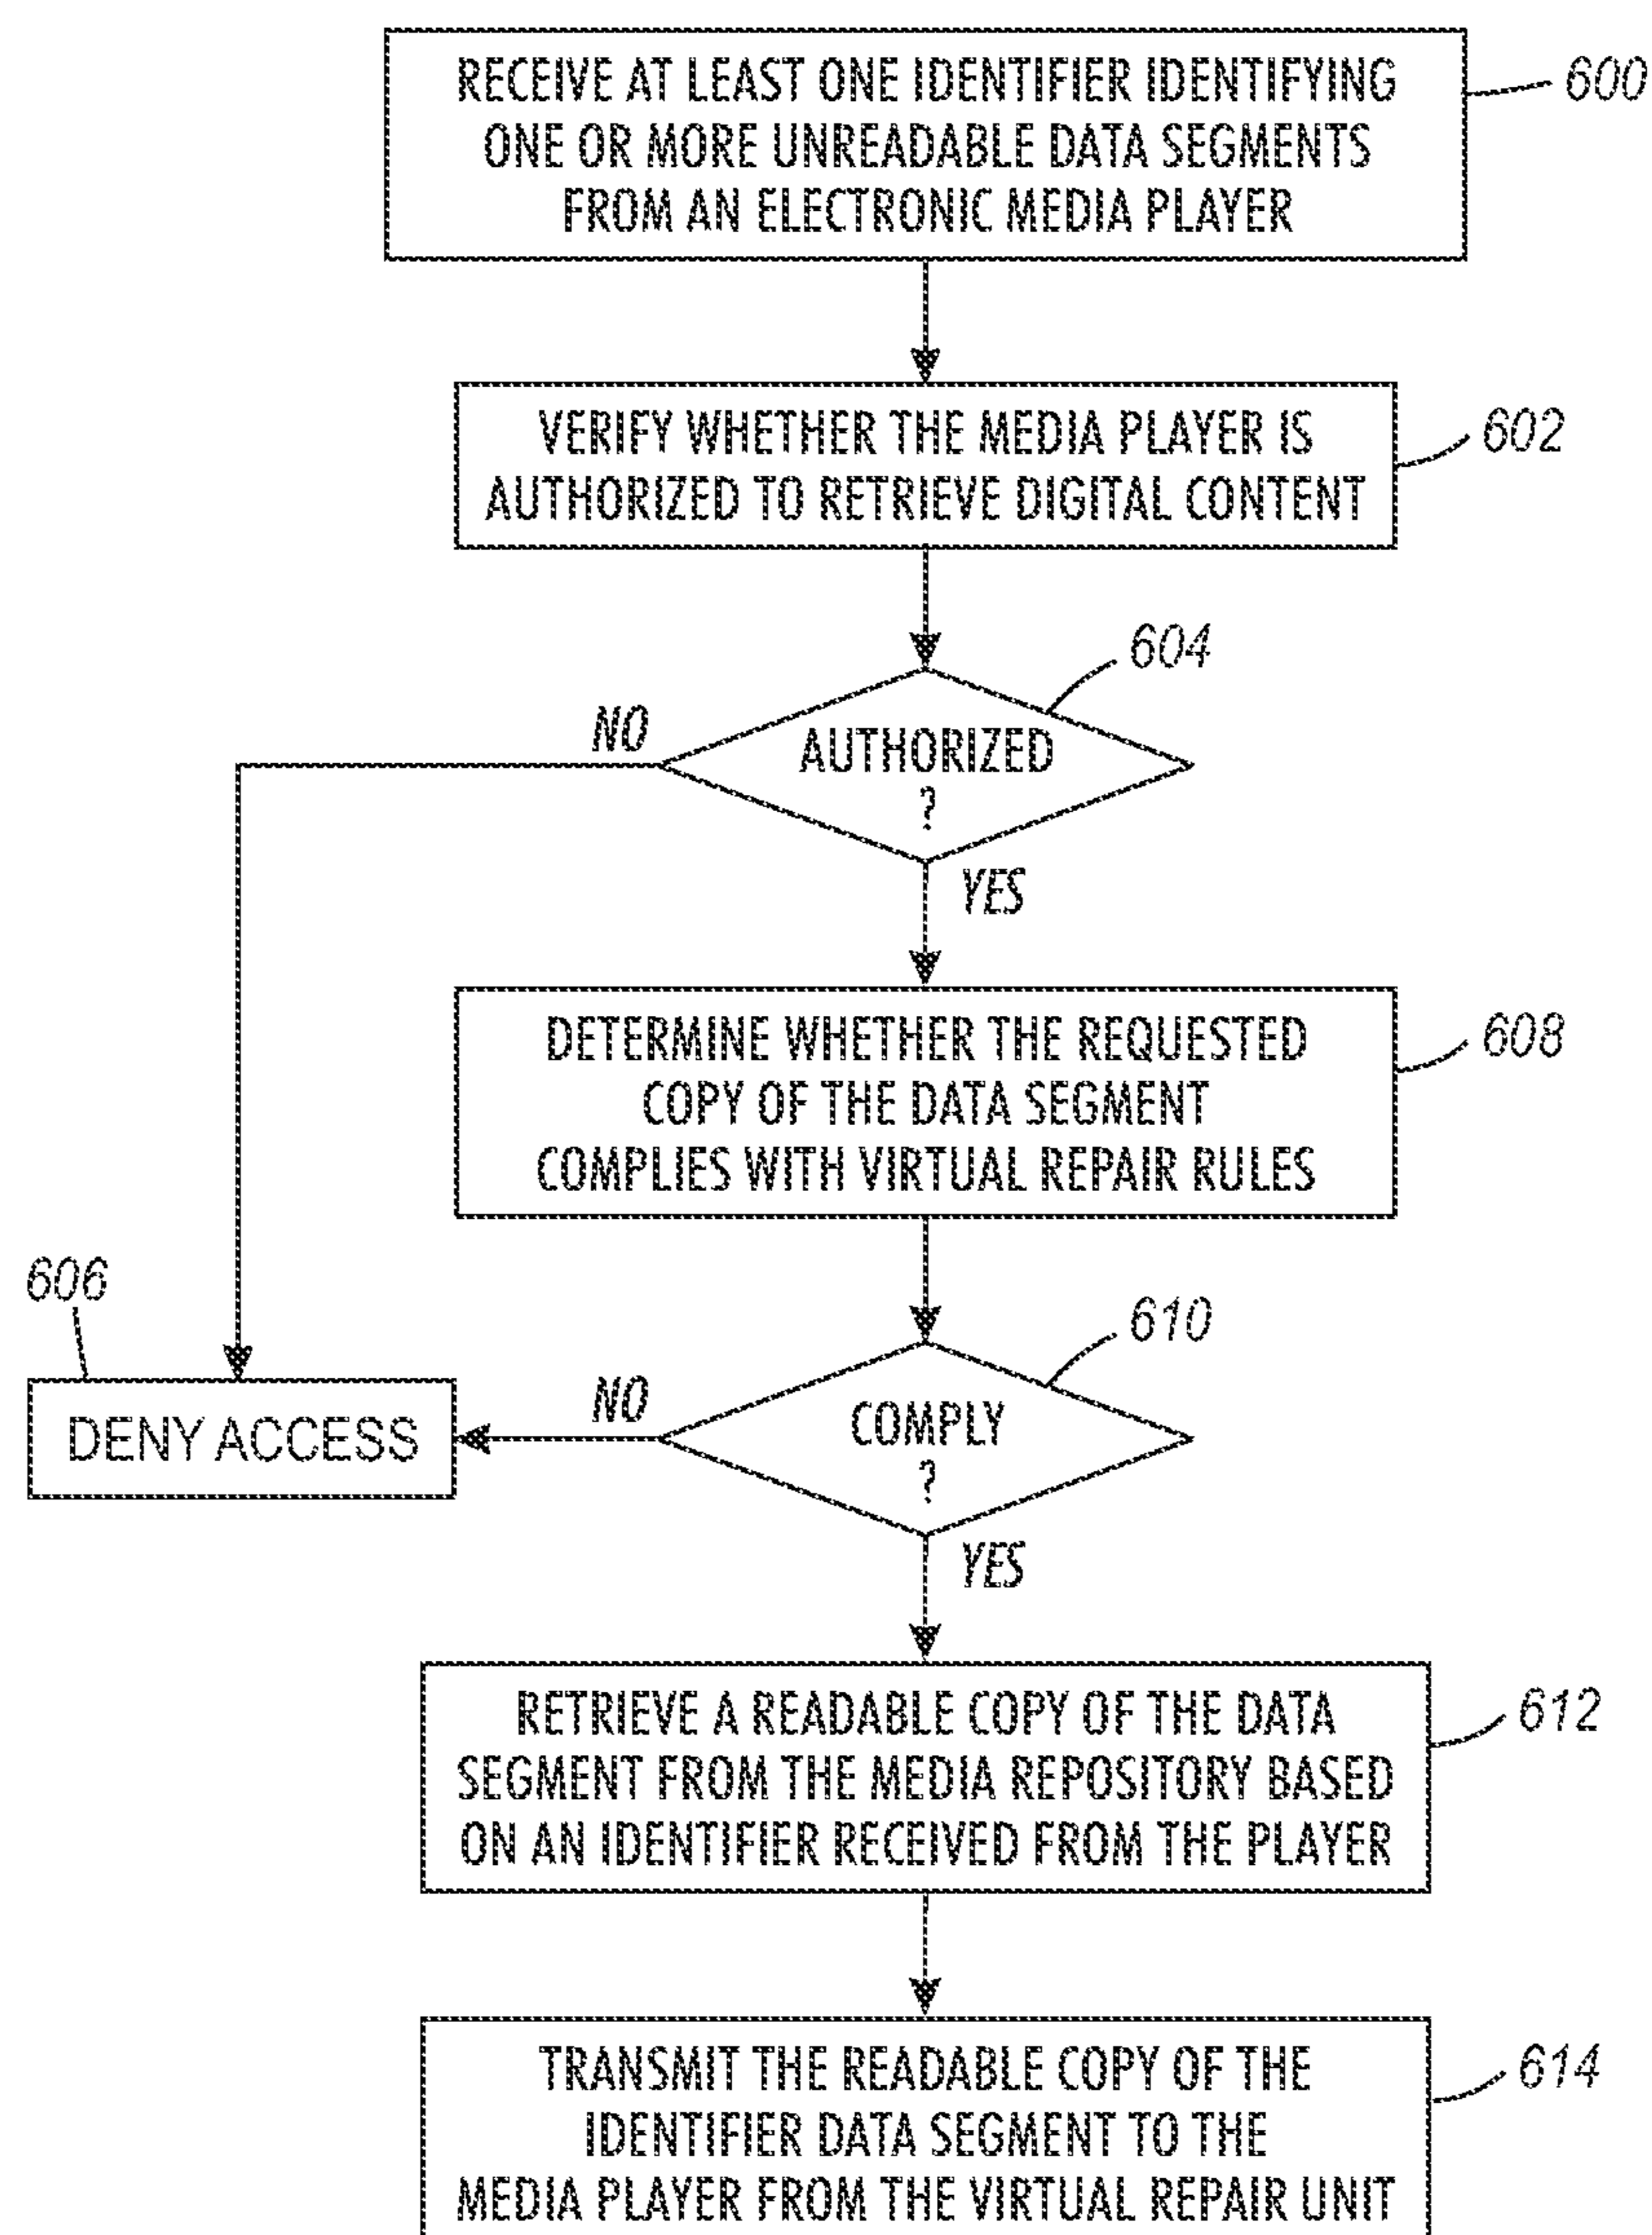 RECEIVE AT LEAST ONE IDENTIFIER IDENTIFYING
ONE OR MORE UNREADABLE DATA SEGMENTS
FROM AN ELECTRONIC MEDIA PLAYER
600
VERIFY WHETHER THE MEDIA PLAYER IS
AUTHORIZED TO RETRIEVE DIGITAL CONTENT
602
604
NO
AUTHORIZED
?
YES
DETERMINE WHETHER THE REQUESTED
COPY OF THE DATA SEGMENT
COMPLIES WITH VIRTUAL REPAIR RULES
608
606
DENY ACCESS
610
NO
COMPLY
?
YES
RETRIEVE A READABLE COPY OF THE DATA
SEGMENT FROM THE MEDIA REPOSITORY BASED
ON AN IDENTIFIER RECEIVED FROM THE PLAYER
612
TRANSMIT THE READABLE COPY OF THE
IDENTIFIER DATA SEGMENT TO THE
MEDIA PLAYER FROM THE VIRTUAL REPAIR UNIT
614